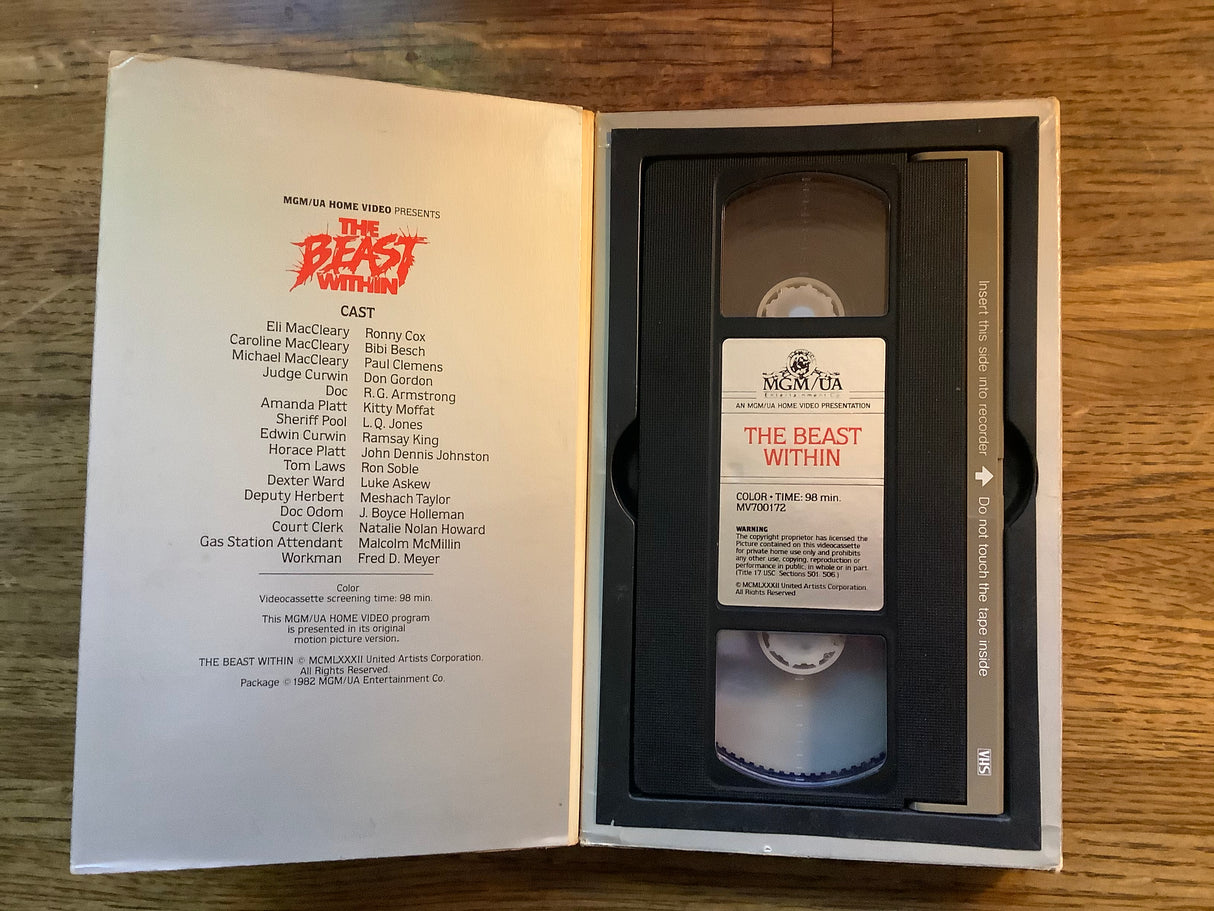 MGM/UA HOME VIDEO PRESENTS
THE
BEAST
WITHIN
CAST
Eli MacCleary Ronny Cox
Caroline MacCleary Bibi Besch
Michael MacCleary Paul Clemens
Judge Curwin Don Gordon
Doc R.G. Armstrong
Amanda Platt Kitty Moffat
Sheriff Pool L.Q. Jones
Edwin Curwin Ramsay King
Horace Platt John Dennis Johnston
Tom Laws Ron Soble
Dexter Ward Luke Askew
Deputy Herbert Meshach Taylor
Doc Odom J. Boyce Holleman
Court Clerk Natalie Nolan Howard
Gas Station Attendant Malcolm McMillin
Workman Fred D. Meyer
Color
Videocassette screening time: 98 min.
This MGM/UA HOME VIDEO program
is presented in its original
motion picture version.
THE BEAST WITHIN © MCMLXXXII United Artists Corporation.
All Rights Reserved.
Package © 1982 MGM/UA Entertainment Co.
MGM/UA
Entertainment Co.
AN MGM/UA HOME VIDEO PRESENTATION
THE BEAST
WITHIN
COLOR • TIME: 98 min.
MV700172
WARNING
The copyright proprietor has licensed the
Picture contained on this videocassette
for private home use only and prohibits
any other use, copying, reproduction or
performance in public, in whole or in part.
(Title 17 USC Sections 501, 506)
© MCMLXXXII United Artists Corporation.
All Rights Reserved
Insert this side into recorder Do not touch the tape inside
VHS